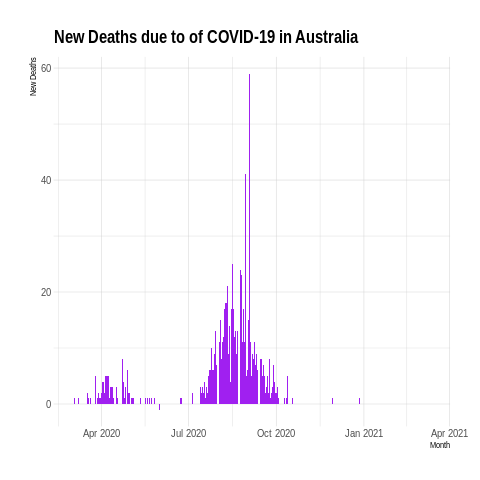 New Deaths due to of COVID-19 in Australia
New Deaths
60
40
20
0
Apr 2020
Jul 2020
Oct 2020
Jan 2021
Apr 2021
Month